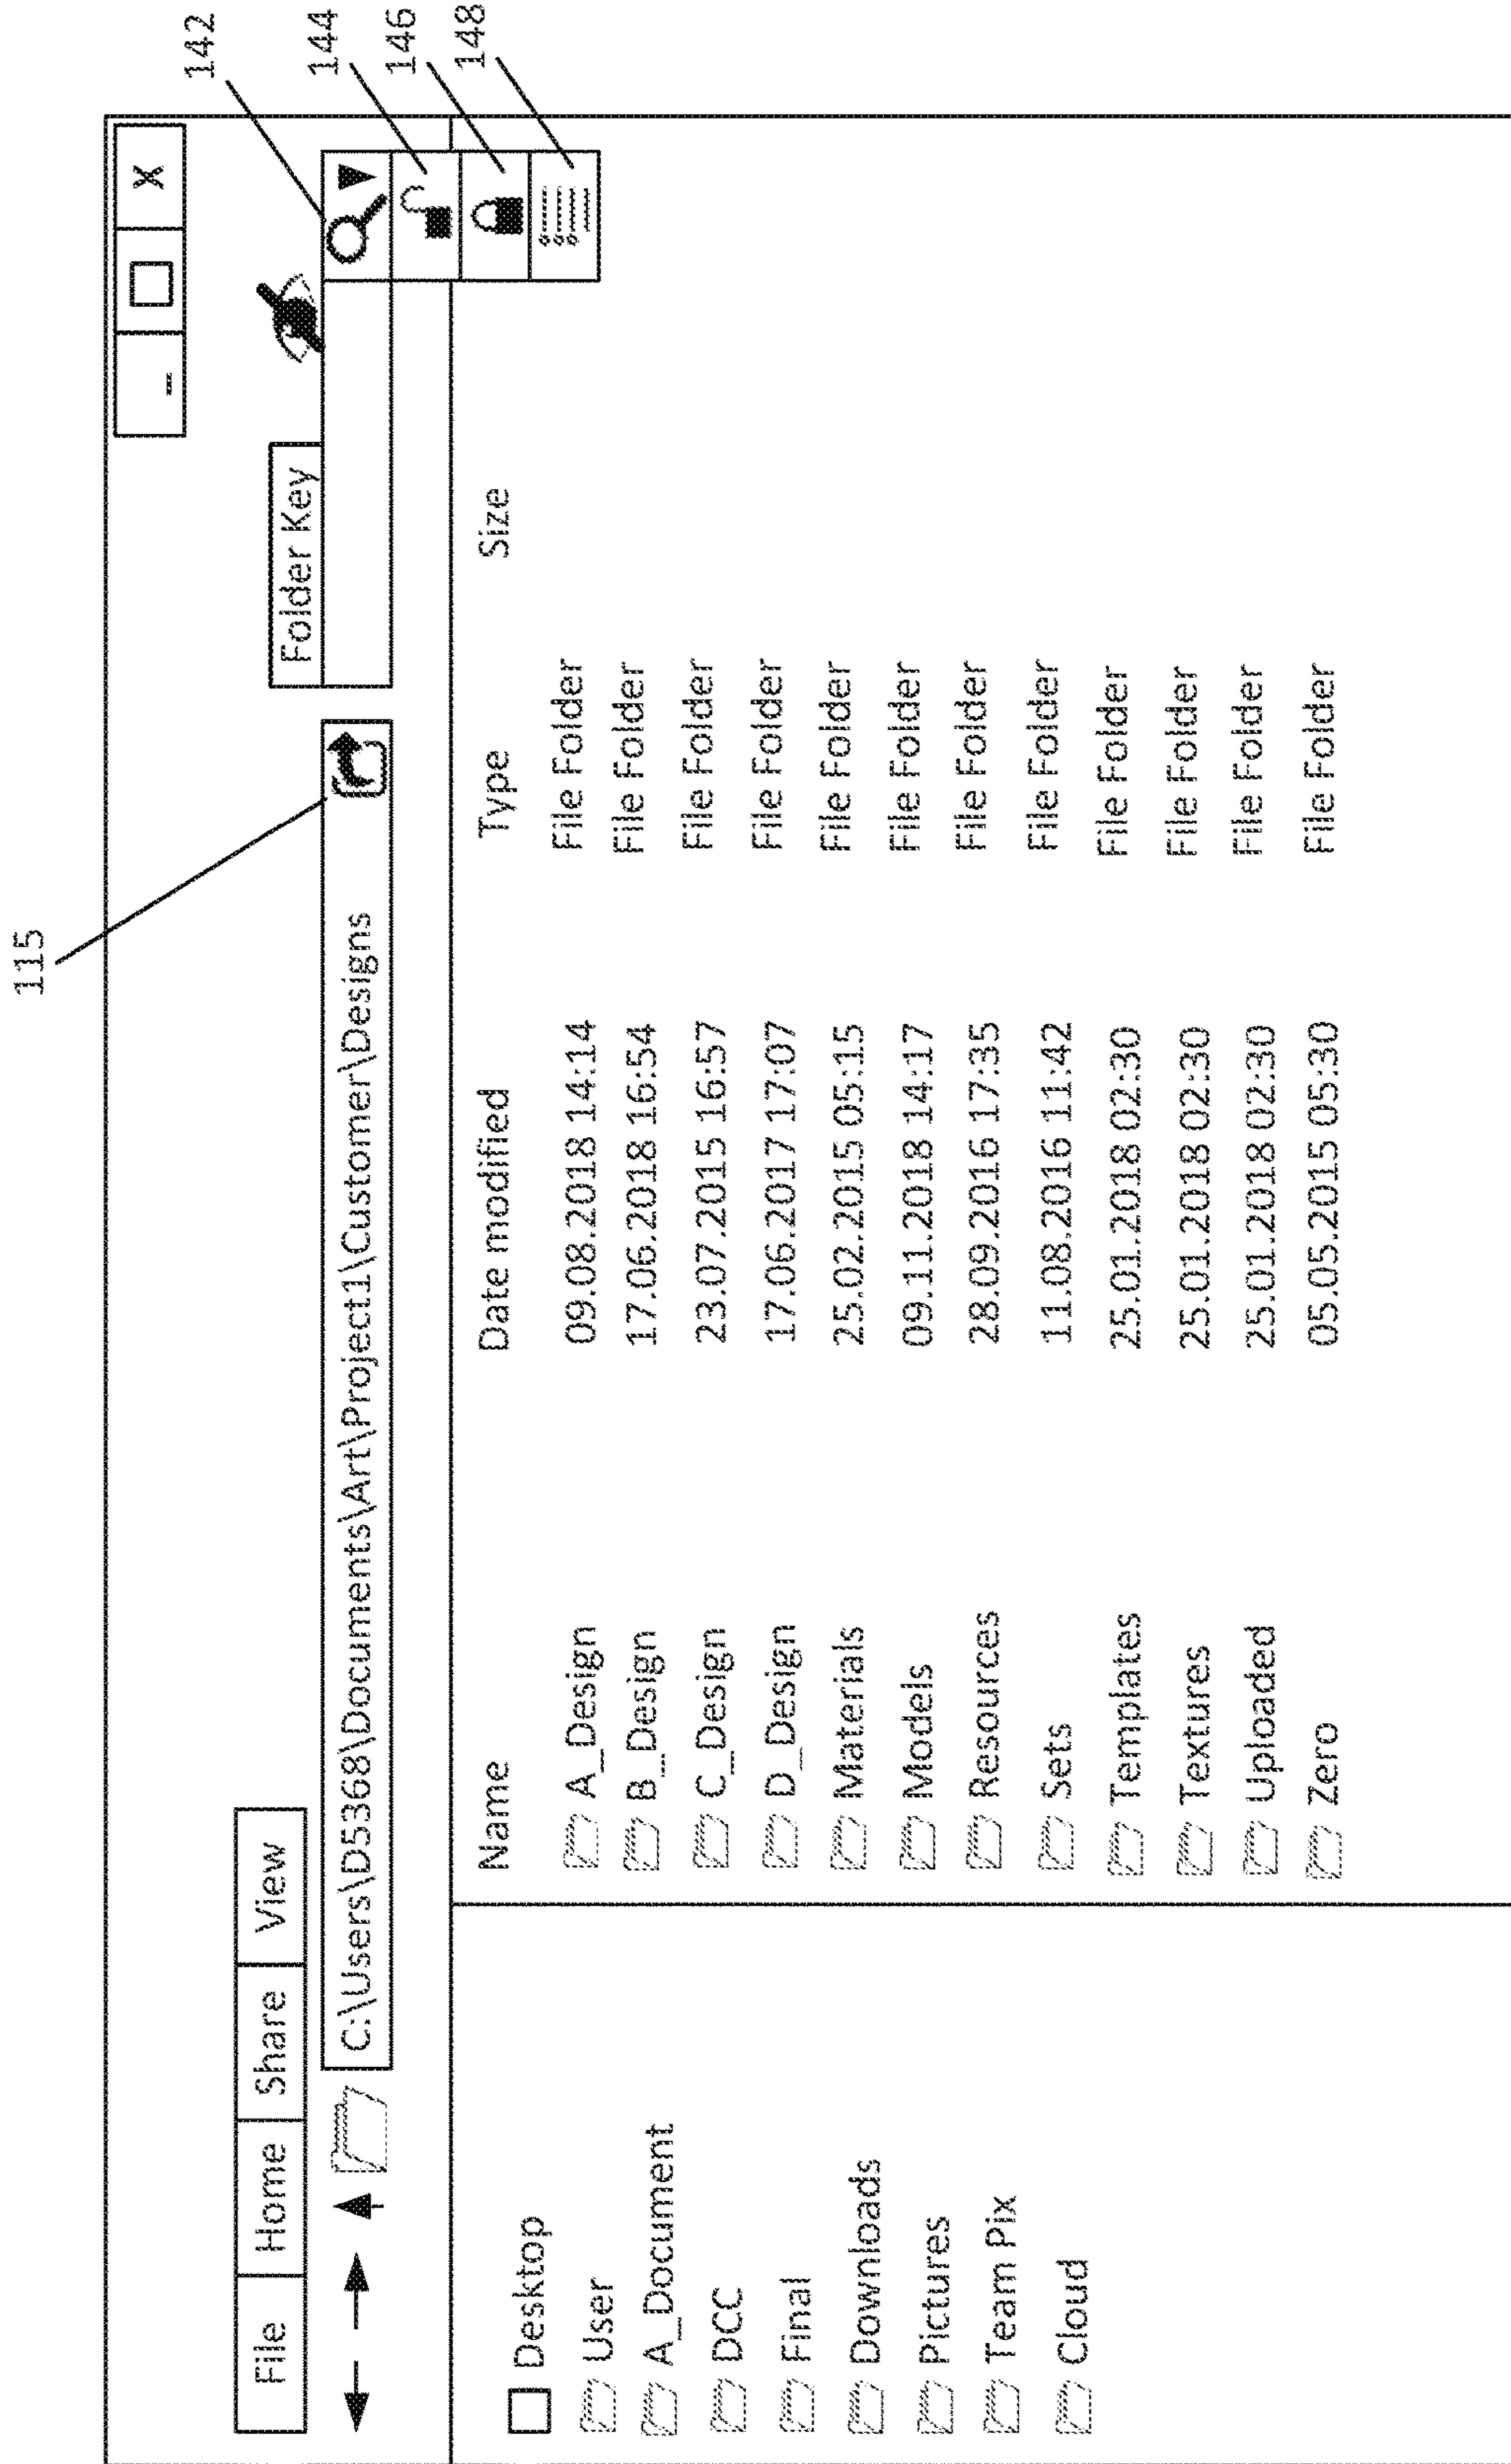 115
142
144
146
148
_ □ X
File Home Share View
Folder Key
C:\Users\D5368\Documents\Art\Project1\Customer\Designs
Name Date modified Type Size
Desktop
User
A_Document
DCC
Final
Downloads
Pictures
Team Pix
Cloud
A_Design 09.08.2018 14:14 File Folder
B_Design 17.06.2018 16:54 File Folder
C_Design 23.07.2015 16:57 File Folder
D_Design 17.06.2017 17:07 File Folder
Materials 25.02.2015 05:15 File Folder
Models 09.11.2018 14:17 File Folder
Resources 28.09.2016 17:35 File Folder
Sets 11.08.2016 11:42 File Folder
Templates 25.01.2018 02:30 File Folder
Textures 25.01.2018 02:30 File Folder
Uploaded 25.01.2018 02:30 File Folder
Zero 05.05.2015 05:30 File Folder